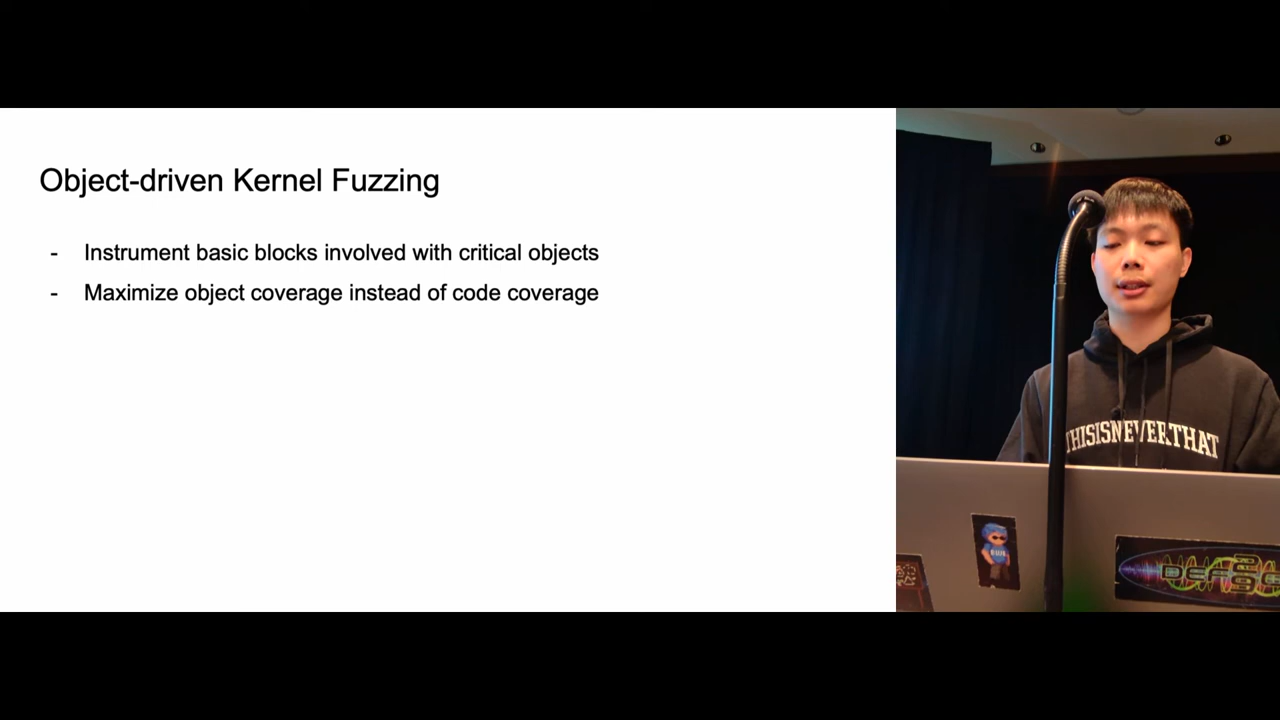 Object-driven Kernel Fuzzing
- Instrument basic blocks involved with critical objects
- Maximize object coverage instead of code coverage
THISISNEVERTHAT